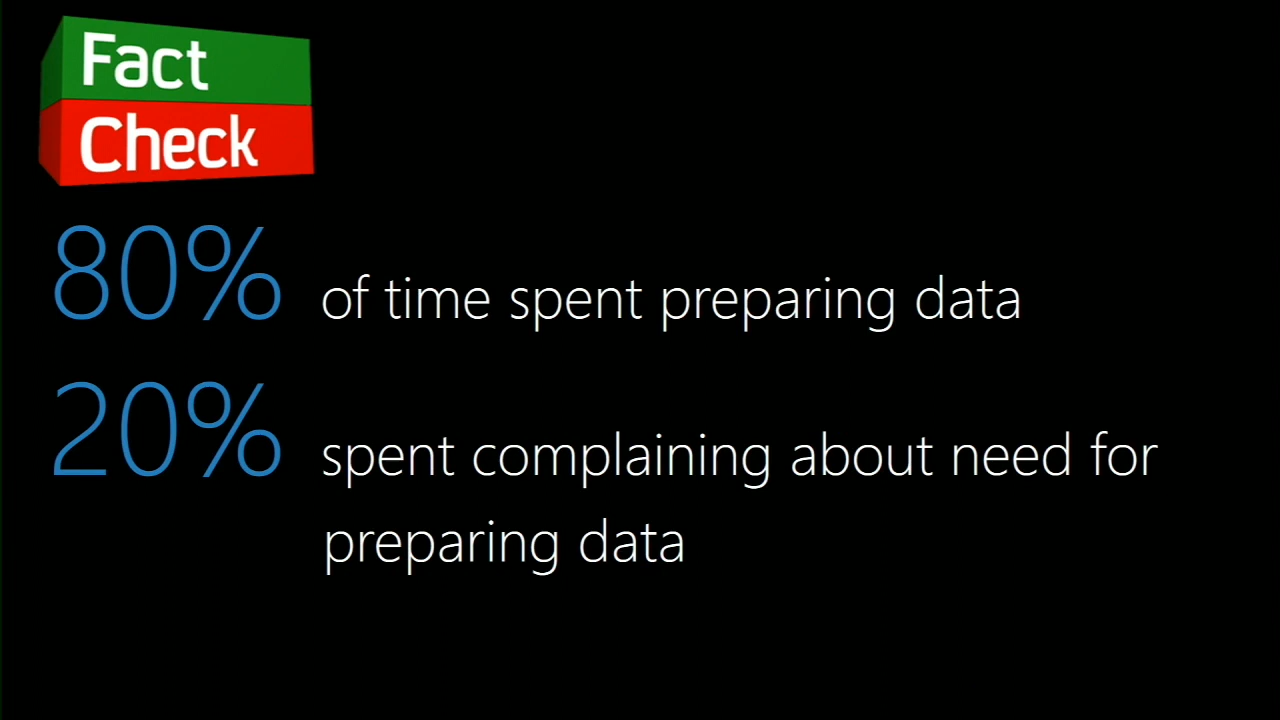 Fact
Check
80% of time spent preparing data
20% spent complaining about need for
preparing data